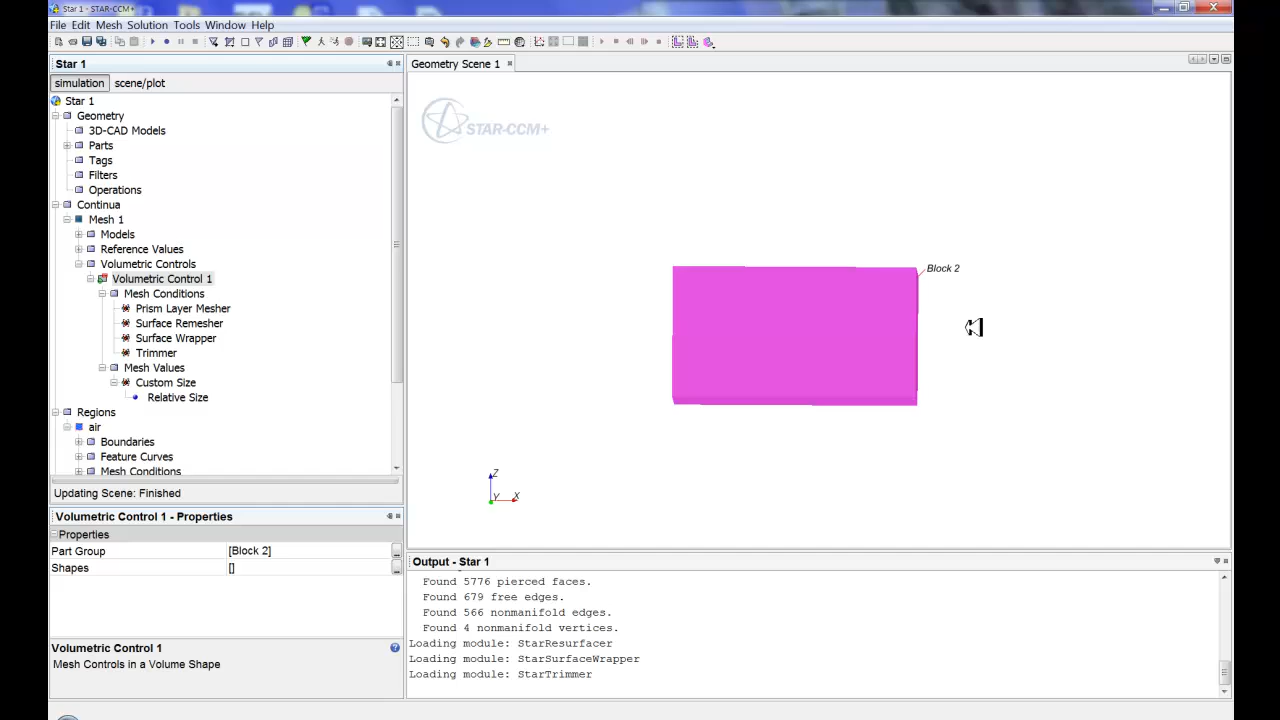 Star 1 - STAR-CCM+
File Edit Mesh Solution Tools Window Help
Star 1
simulation scene/plot
Star 1
Geometry
3D-CAD Models
Parts
Tags
Filters
Operations
Continua
Mesh 1
Models
Reference Values
Volumetric Controls
Volumetric Control 1
Mesh Conditions
Prism Layer Mesher
Surface Remesher
Surface Wrapper
Trimmer
Mesh Values
Custom Size
Relative Size
Regions
air
Boundaries
Feature Curves
Mesh Conditions
Updating Scene: Finished
Volumetric Control 1 - Properties
Properties
Part Group [Block 2]
Shapes []
Volumetric Control 1
Mesh Controls in a Volume Shape
Geometry Scene 1
STAR-CCM+
Block 2
Z
Y X
Output - Star 1
Found 5776 pierced faces.
Found 679 free edges.
Found 566 nonmanifold edges.
Found 4 nonmanifold vertices.
Loading module: StarResurfacer
Loading module: StarSurfaceWrapper
Loading module: StarTrimmer